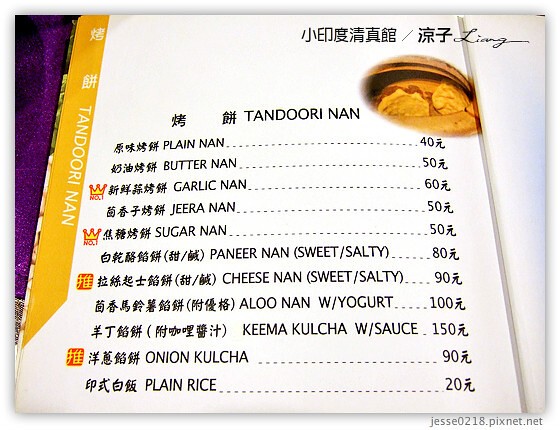 小印度清真館 / 涼子 Liang
烤餅 TANDOORI NAN
烤 餅 TANDOORI NAN
原味烤餅 PLAIN NAN 40元
奶油烤餅 BUTTER NAN 50元
NO.1 新鮮蒜烤餅 GARLIC NAN 60元
茴香子烤餅 JEERA NAN 50元
NO.1 焦糖烤餅 SUGAR NAN 50元
白乾酪餡餅(甜/鹹) PANEER NAN (SWEET/SALTY) 80元
推 拉絲起士餡餅(甜/鹹) CHEESE NAN (SWEET/SALTY) 90元
茴香馬鈴薯餡餅(附優格) ALOO NAN W/YOGURT 100元
羊丁餡餅(附咖哩醬汁) KEEMA KULCHA W/SAUCE 150元
推 洋蔥餡餅 ONION KULCHA 90元
印式白飯 PLAIN RICE 20元
jesse0218.pixnet.net